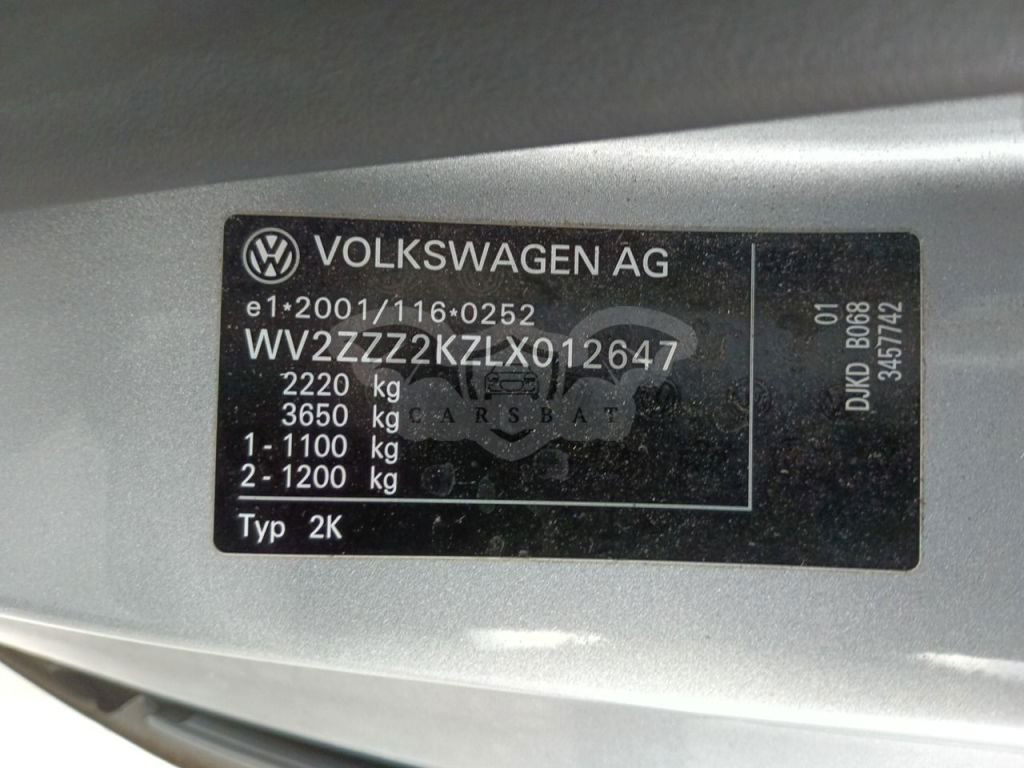 VOLKSWAGEN AG
e1*2001/116*0252
WV2ZZZ2KZLX012647
2220 kg
3650 kg
1 - 1100 kg
2 - 1200 kg
Typ 2K
01
DJKD B068
3457742
CARSBAT